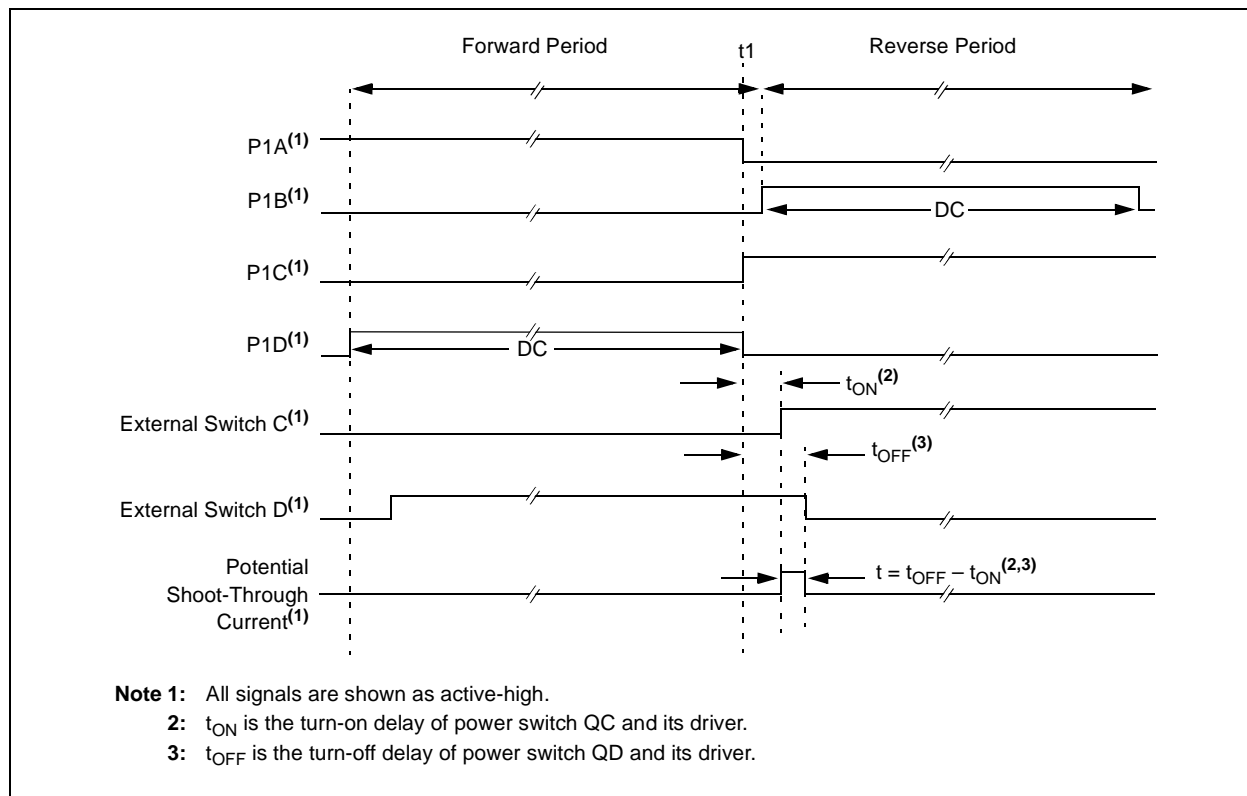 Forward Period
t1
Reverse Period
P1A(1)
P1B(1)
DC
P1C(1)
P1D(1)
DC
tON(2)
External Switch C(1)
tOFF(3)
External Switch D(1)
Potential
Shoot-Through
Current(1)
t = tOFF – tON(2,3)
Note 1: All signals are shown as active-high.
2: tON is the turn-on delay of power switch QC and its driver.
3: tOFF is the turn-off delay of power switch QD and its driver.